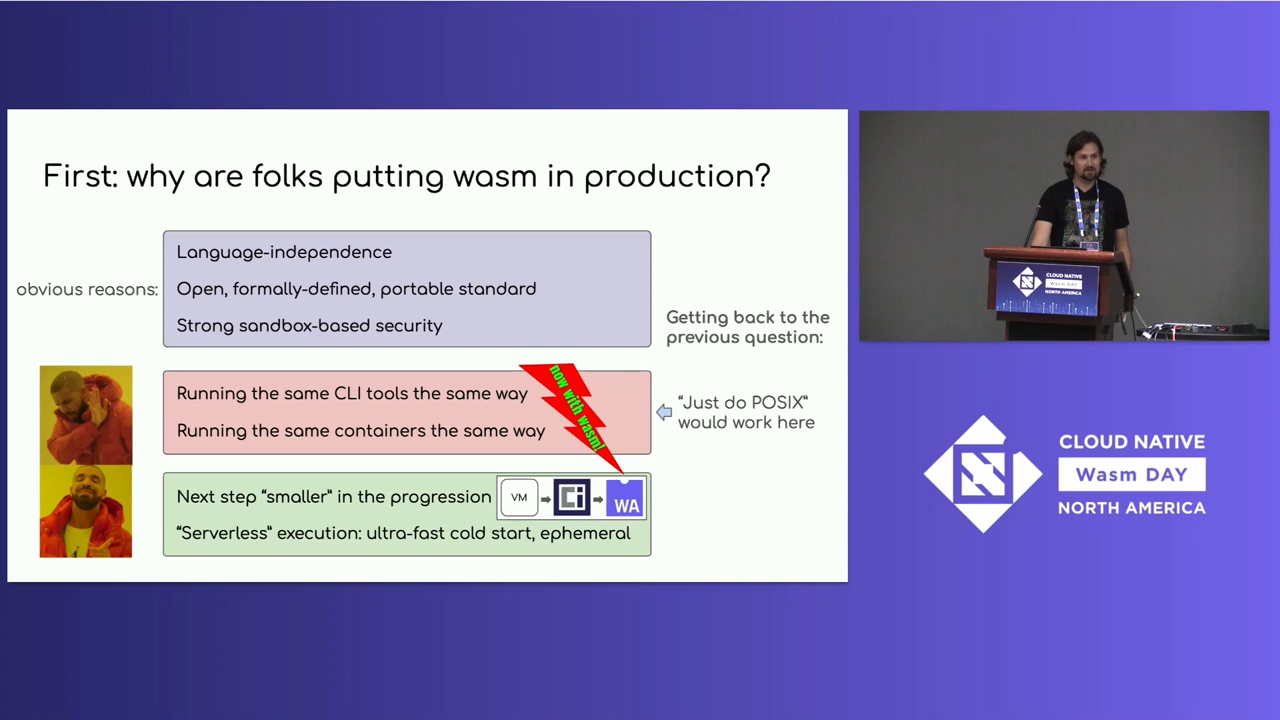 First: why are folks putting wasm in production?
obvious reasons:
Language-independence
Open, formally-defined, portable standard
Strong sandbox-based security
Getting back to the
previous question:
Running the same CLI tools the same way
Running the same containers the same way
now with wasm!
"Just do POSIX"
would work here
Next step "smaller" in the progression
VM
Ci
WA
"Serverless" execution: ultra-fast cold start, ephemeral
CLOUD NATIVE
Wasm DAY
NORTH AMERICA
CLOUD NATIVE
Wasm DAY
NORTH AMERICA